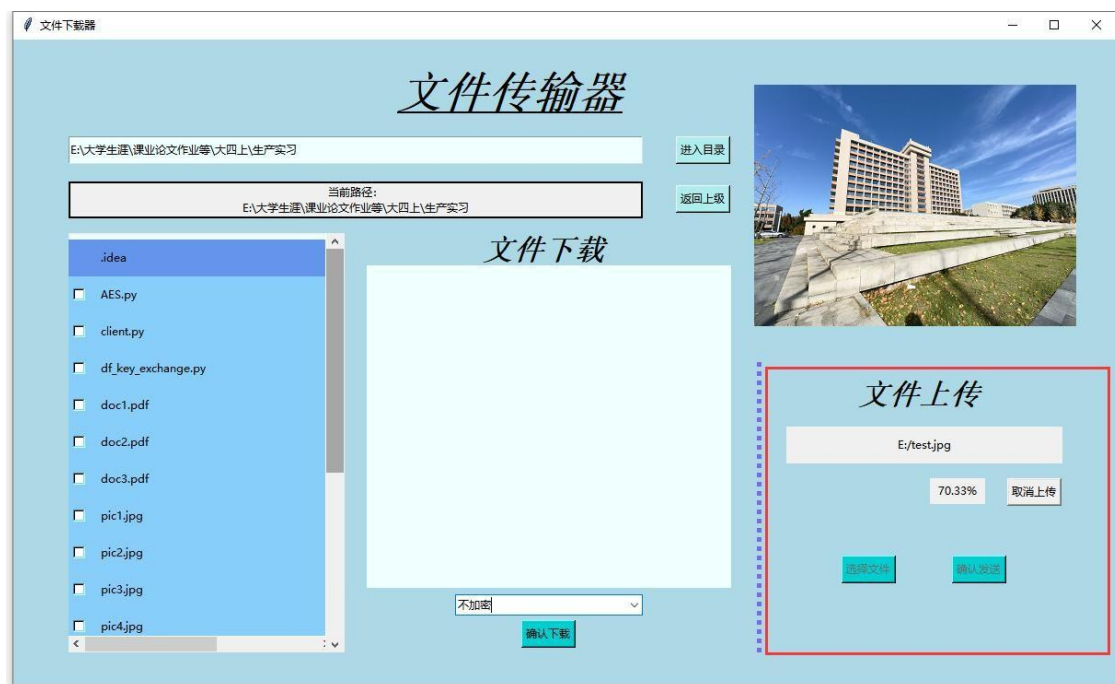 文件下载器
文件传输器
E:\大学生涯\课业论文作业等\大四上\生产实习
进入目录
当前路径:
E:\大学生涯\课业论文作业等\大四上\生产实习
返回上级
.idea
AES.py
client.py
df_key_exchange.py
doc1.pdf
doc2.pdf
doc3.pdf
pic1.jpg
pic2.jpg
pic3.jpg
pic4.jpg
文件下载
不加密
确认下载
文件上传
E:/test.jpg
70.33%
取消上传
选择文件
确认发送